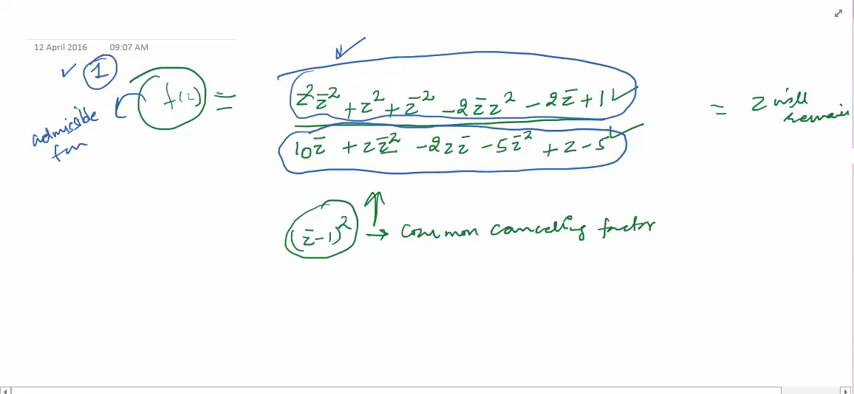 12 April 2016 09:07 AM
✓ 1
admissible
fun
f(z) =
z²z̄² + z² + z̄² - 2z̄z² - 2z̄ + 1
10z̄ + zz̄² - 2zz̄ - 5z̄² + z - 5
= z will
remain
(z̄-1)² → common cancelling factor